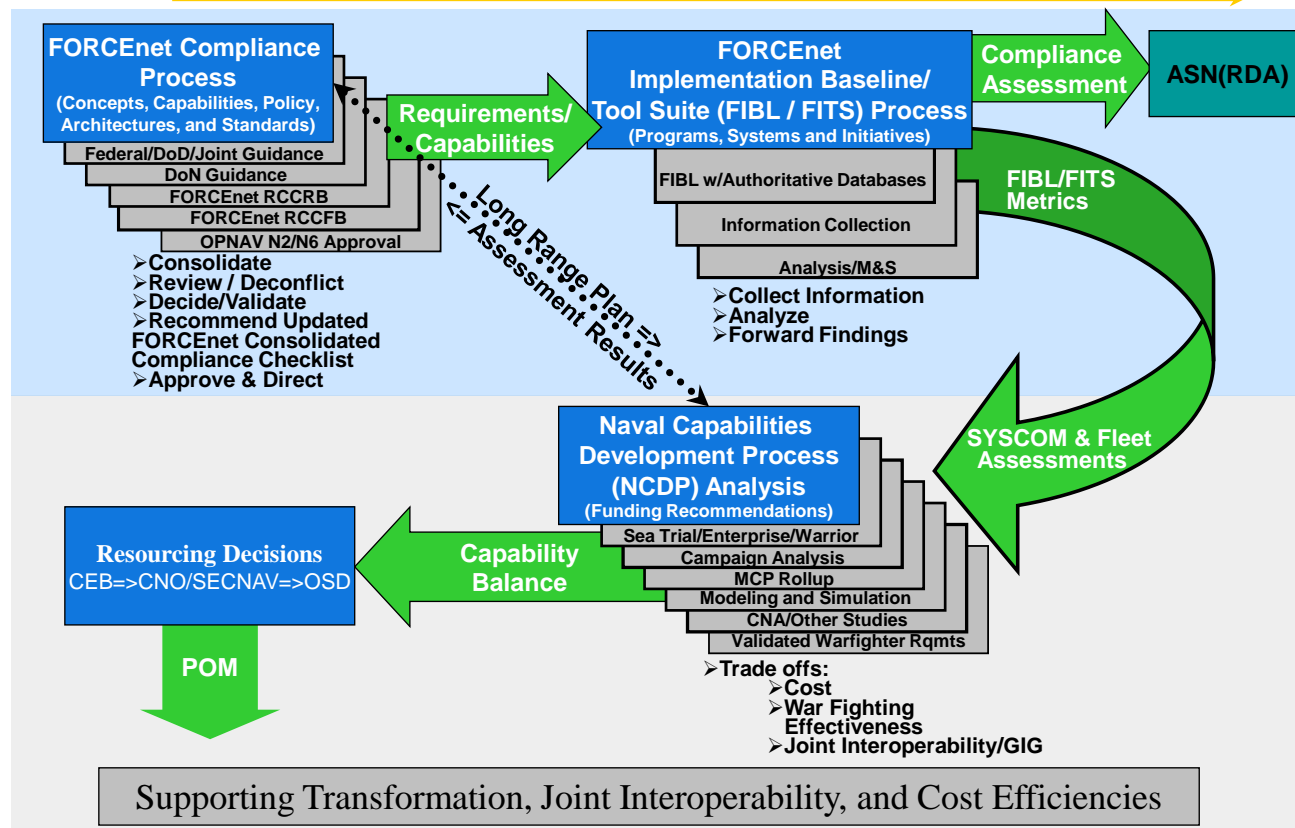 FORCEnet Compliance
Process
(Concepts, Capabilities, Policy,
Architectures, and Standards)
Federal/DoD/Joint Guidance
DoN Guidance
FORCEnet RCCRB
FORCEnet RCCFB
OPNAV N2/N6 Approval
➢Consolidate
➢Review / Deconflict
➢Decide/Validate
➢Recommend Updated
FORCEnet Consolidated
Compliance Checklist
➢Approve & Direct
Requirements/
Capabilities
FORCEnet
Implementation Baseline/
Tool Suite (FIBL / FITS) Process
(Programs, Systems and Initiatives)
FIBL w/Authoritative Databases
Information Collection
Analysis/M&S
➢Collect Information
➢Analyze
➢Forward Findings
Compliance
Assessment
ASN(RDA)
FIBL/FITS
Metrics
SYSCOM & Fleet
Assessments
Long Range Plan =>
<= Assessment Results
Naval Capabilities
Development Process
(NCDP) Analysis
(Funding Recommendations)
Sea Trial/Enterprise/Warrior
Campaign Analysis
MCP Rollup
Modeling and Simulation
CNA/Other Studies
Validated Warfighter Rqmts
➢Trade offs:
➢Cost
➢War Fighting
Effectiveness
➢Joint Interoperability/GIG
Capability
Balance
Resourcing Decisions
CEB=>CNO/SECNAV=>OSD
POM
Supporting Transformation, Joint Interoperability, and Cost Efficiencies